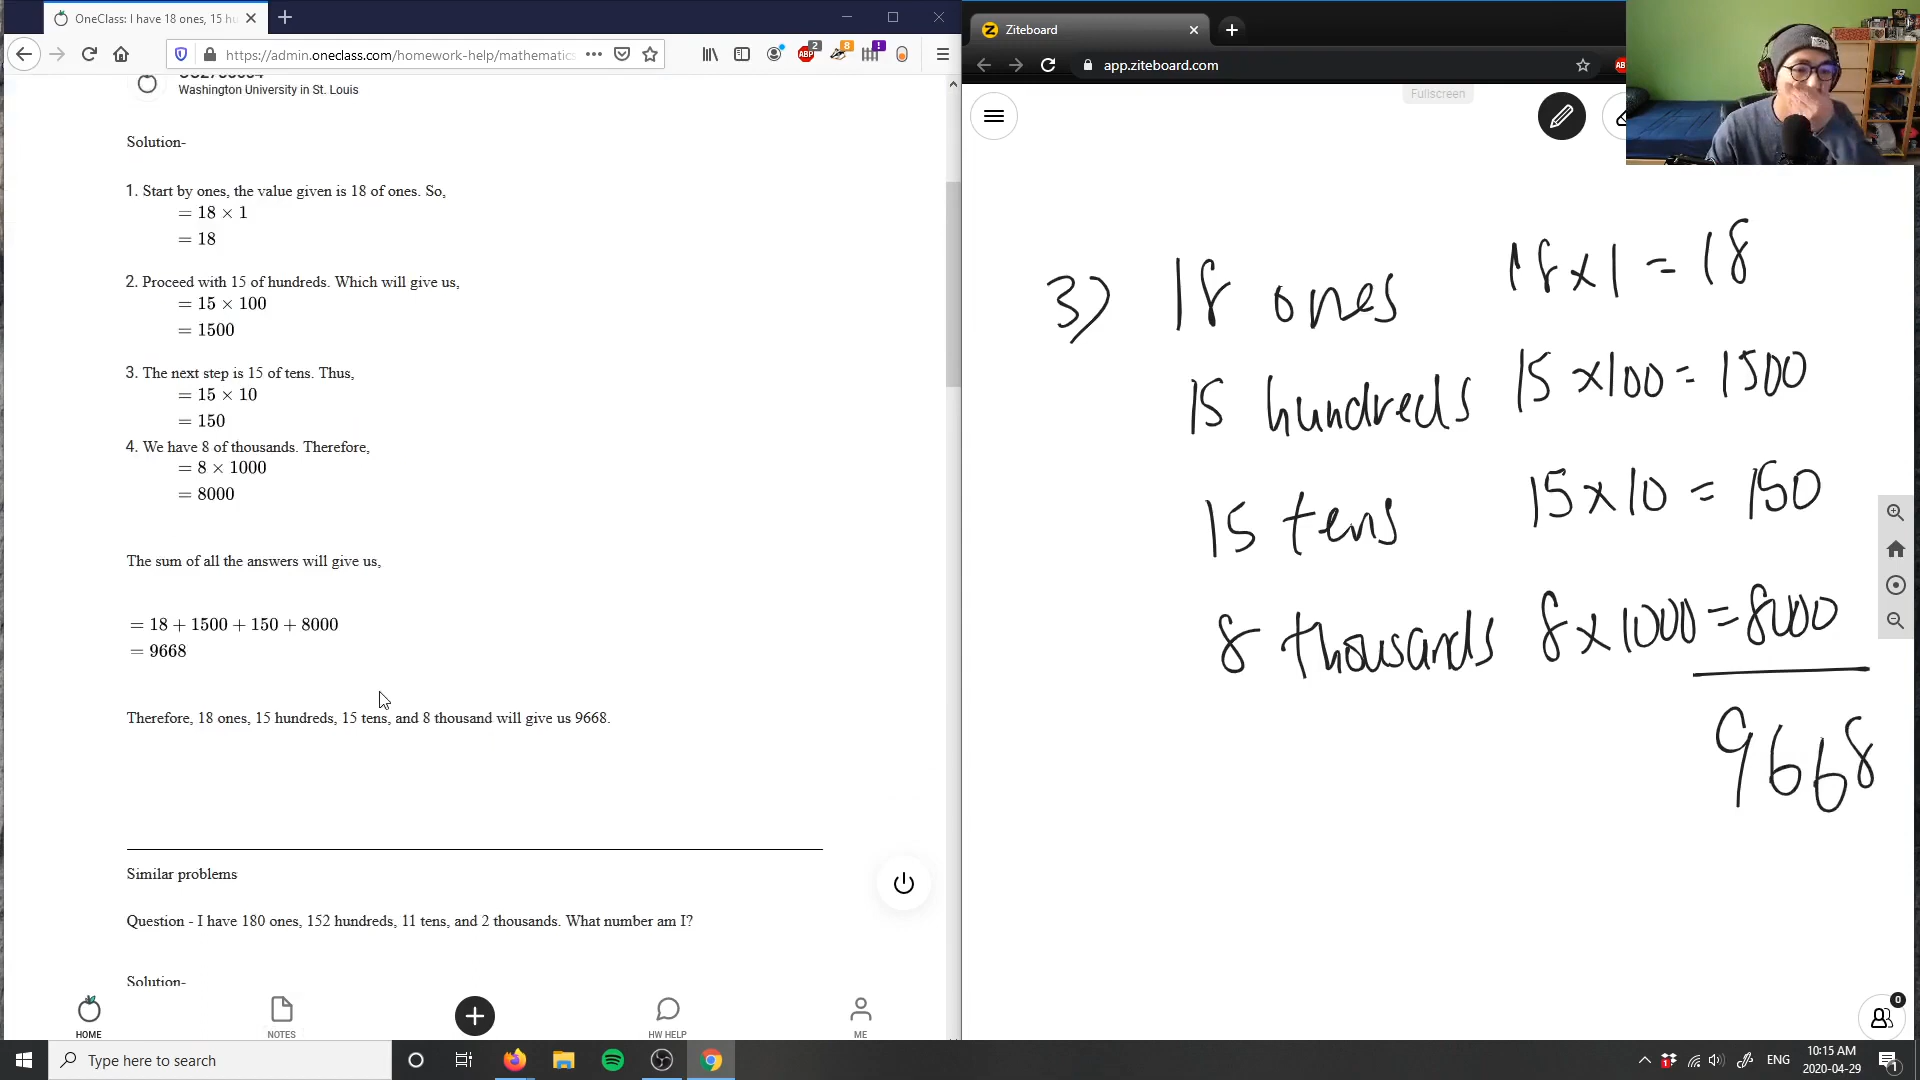 OneClass: I have 18 ones, 15 hu
https://admin.oneclass.com/homework-help/mathematics
2
8
!
Washington University in St. Louis
Solution-
1. Start by ones, the value given is 18 of ones. So,
= 18 × 1
= 18
2. Proceed with 15 of hundreds. Which will give us,
= 15 × 100
= 1500
3. The next step is 15 of tens. Thus,
= 15 × 10
= 150
4. We have 8 of thousands. Therefore,
= 8 × 1000
= 8000
The sum of all the answers will give us,
= 18 + 1500 + 150 + 8000
= 9668
Therefore, 18 ones, 15 hundreds, 15 tens, and 8 thousand will give us 9668.
Similar problems
Question - I have 180 ones, 152 hundreds, 11 tens, and 2 thousands. What number am I?
Solution-
HOME
NOTES
HW HELP
ME
Ziteboard
app.ziteboard.com
Fullscreen
3) 18 ones 18x1 = 18
15 hundreds 15 x100 = 1500
15 tens 15x10 = 150
8 thousands 8x1000 = 8000
9668
0
Type here to search
ENG
10:15 AM
2020-04-29
1